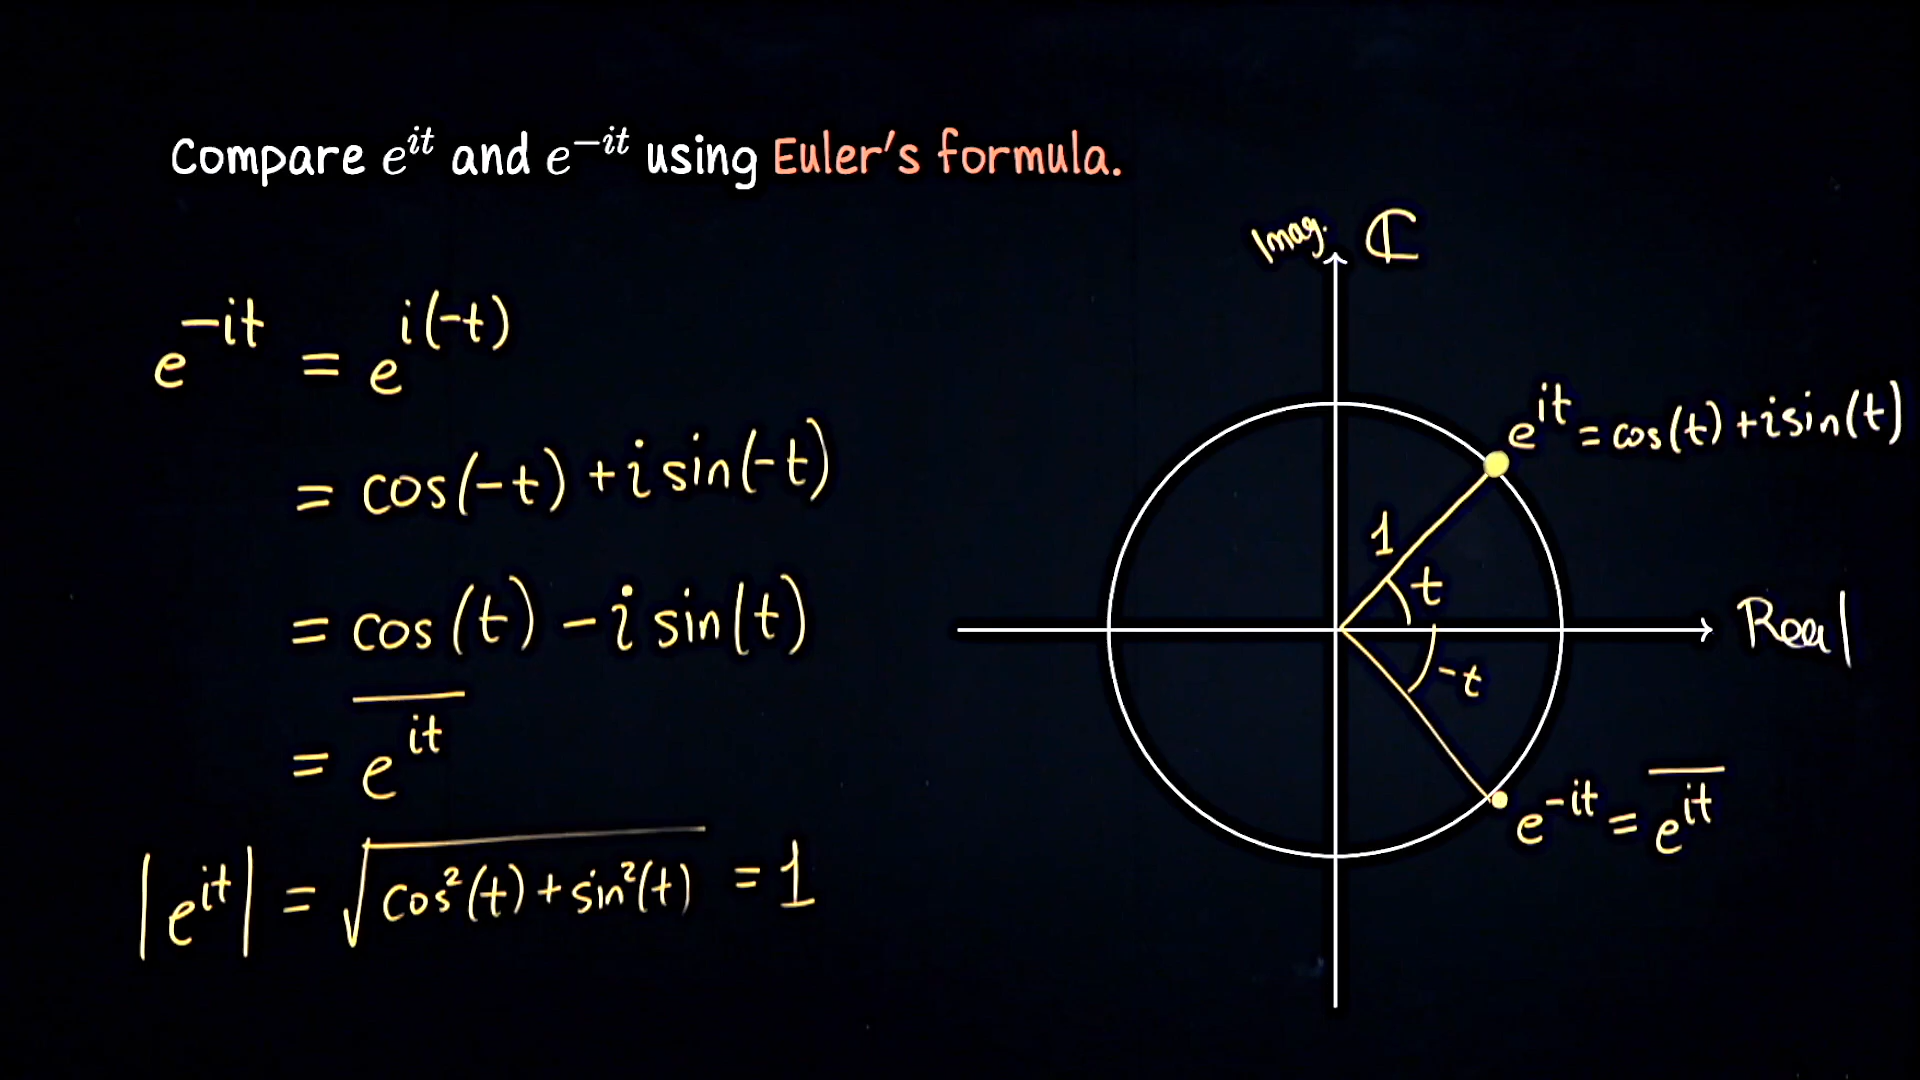 Compare e^{it} and e^{-it} using Euler's formula.
e^{-it} = e^{i(-t)}
= cos(-t) + i sin(-t)
= cos(t) - i sin(t)
= \overline{e^{it}}
|e^{it}| = √(cos²(t) + sin²(t)) = 1
Imag. ℂ
e^{it} = cos(t) + i sin(t)
1
t
Real
-t
e^{-it} = \overline{e^{it}}